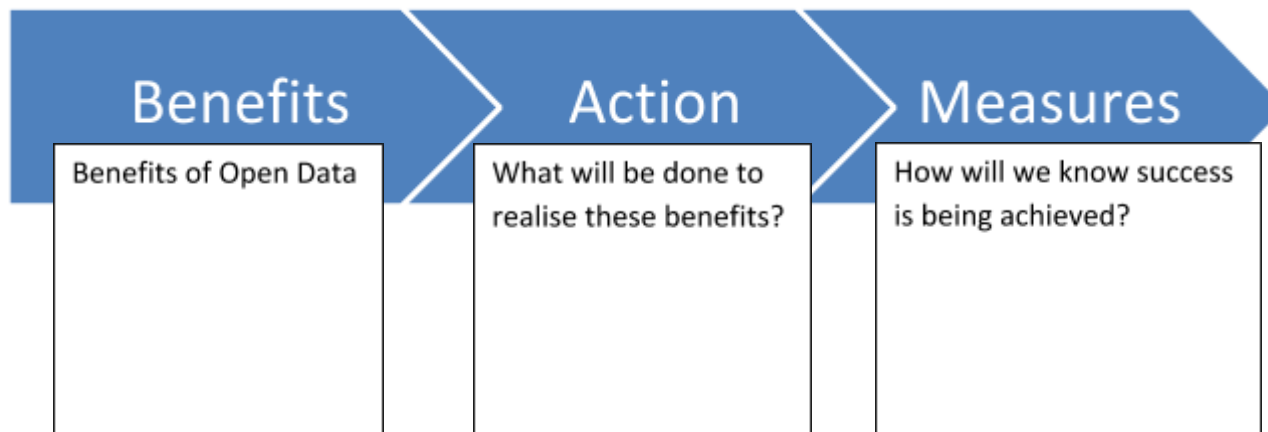 Benefits
Action
Measures
Benefits of Open Data
What will be done to
realise these benefits?
How will we know success
is being achieved?